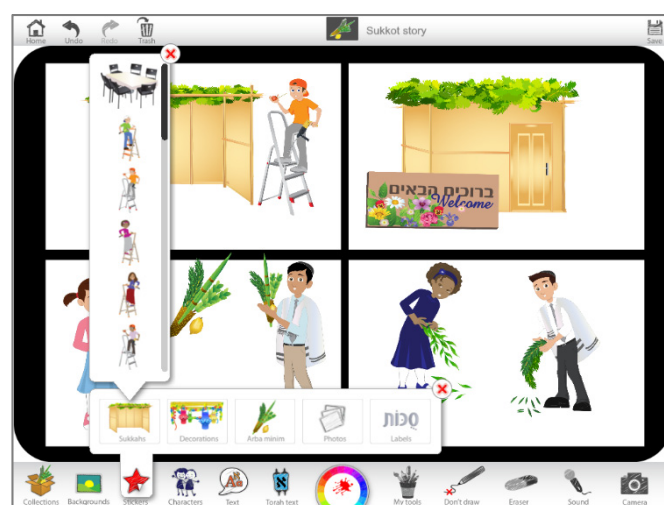 Home
Undo
Redo
Trash
Sukkot story
Save
ברוכים הבאים
Welcome
Sukkahs
Decorations
Arba minim
Photos
סֻכּוֹת
Labels
Collections
Backgrounds
Stickers
Characters
Text
Torah text
My tools
Don't draw
Eraser
Sound
Camera